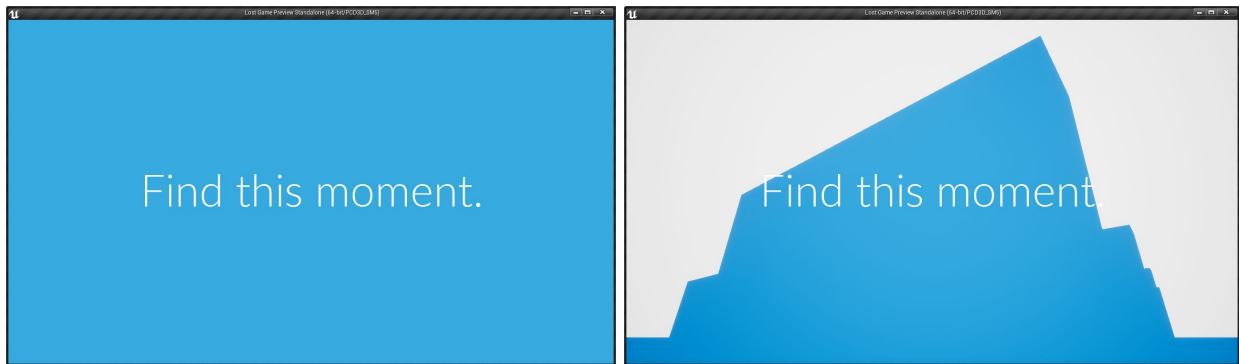 Lost Game Preview Standalone (64-bit/PCD3D_SM5)
Find this moment.
Lost Game Preview Standalone (64-bit/PCD3D_SM5)
Find this moment.